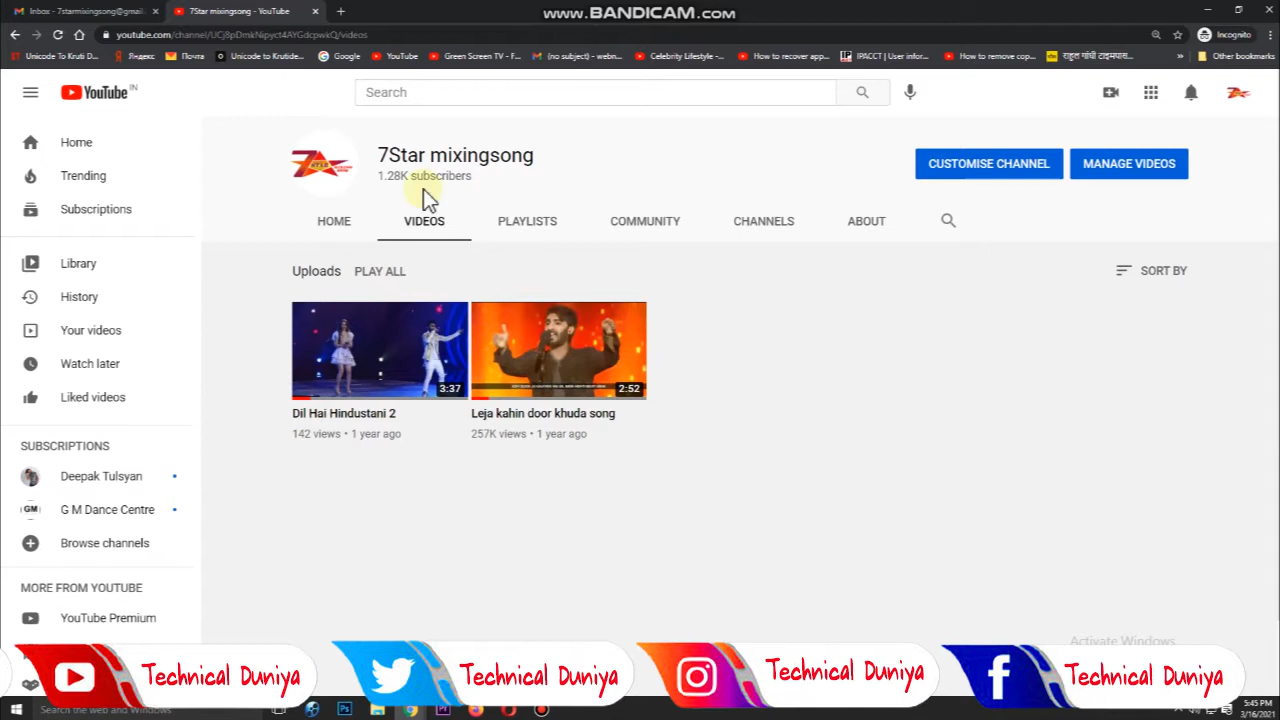 www.BANDICAM.com
Inbox - 7starmixingsong@gmail.
7Star mixingsong - YouTube
youtube.com/channel/UCj8pDmkNipyct4AYGdcpwkQ/videos
Incognito
Unicode To Kruti D...
Яндекс
Почта
Unicode To Krutide...
Google
YouTube
Green Screen TV - F...
(no subject) - webn...
Celebrity Lifestyle -...
How to recover app...
IPACCT | User infor...
How to remove cop...
राहुल गांधी टाइमपास...
»
Other bookmarks
YouTube IN
Search
7Star mixingsong
1.28K subscribers
CUSTOMISE CHANNEL
MANAGE VIDEOS
HOME
VIDEOS
PLAYLISTS
COMMUNITY
CHANNELS
ABOUT
Home
Trending
Subscriptions
Library
History
Your videos
Watch later
Liked videos
SUBSCRIPTIONS
Deepak Tulsyan
GM
G M Dance Centre
Browse channels
MORE FROM YOUTUBE
YouTube Premium
Uploads
PLAY ALL
SORT BY
3:37
2:52
Dil Hai Hindustani 2
Leja kahin door khuda song
142 views • 1 year ago
257K views • 1 year ago
Activate Windows
Technical Duniya
Technical Duniya
Technical Duniya
Technical Duniya
Search the web and Windows
5:45 PM
3/16/2021